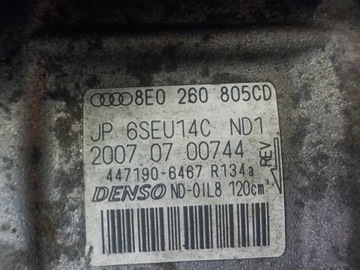 8E0 260 805CD
JP 6SEU14C ND1
2007 07 00744
REV
447190-6467 R134a
DENSO ND-OIL8 120cm³